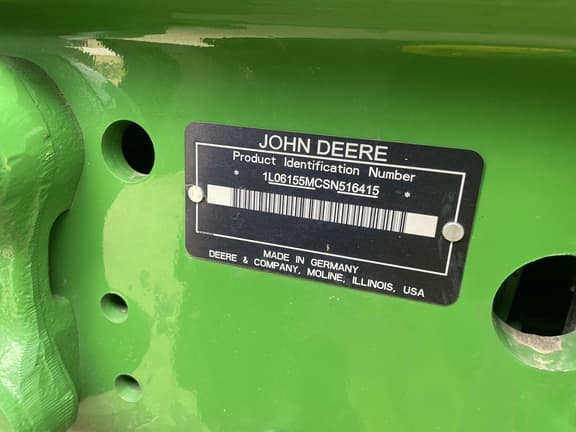 JOHN DEERE
Product Identification Number
* 1L06155MCSN516415 *
MADE IN GERMANY
DEERE & COMPANY, MOLINE, ILLINOIS, USA